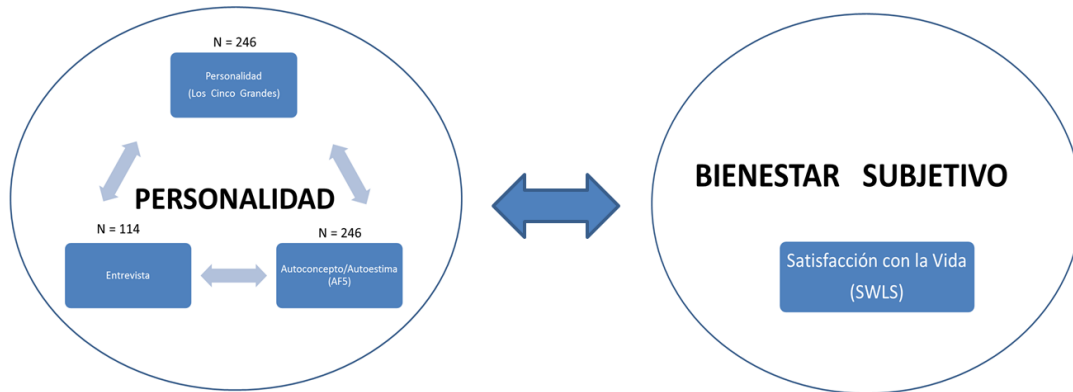 N = 246
Personalidad
(Los Cinco Grandes)
PERSONALIDAD
N = 114
Entrevista
N = 246
Autoconcepto/Autoestima
(AF5)
BIENESTAR SUBJETIVO
Satisfacción con la Vida
(SWLS)